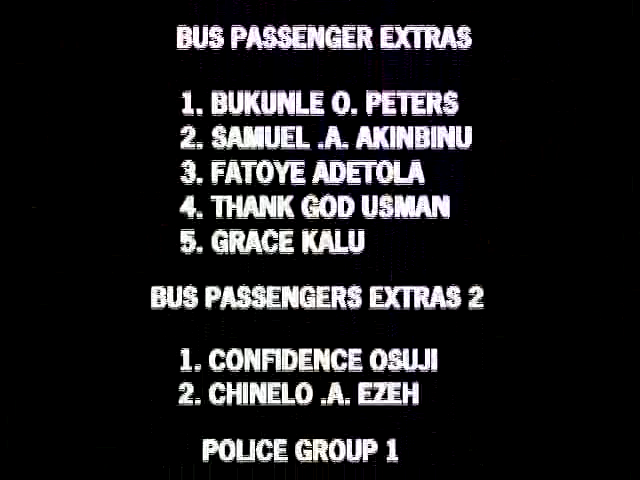 BUS PASSENGER EXTRAS
1. BUKUNLE O. PETERS
2. SAMUEL .A. AKINBINU
3. FATOYE ADETOLA
4. THANK GOD USMAN
5. GRACE KALU
BUS PASSENGERS EXTRAS 2
1. CONFIDENCE OSUJI
2. CHINELO .A. EZEH
POLICE GROUP 1